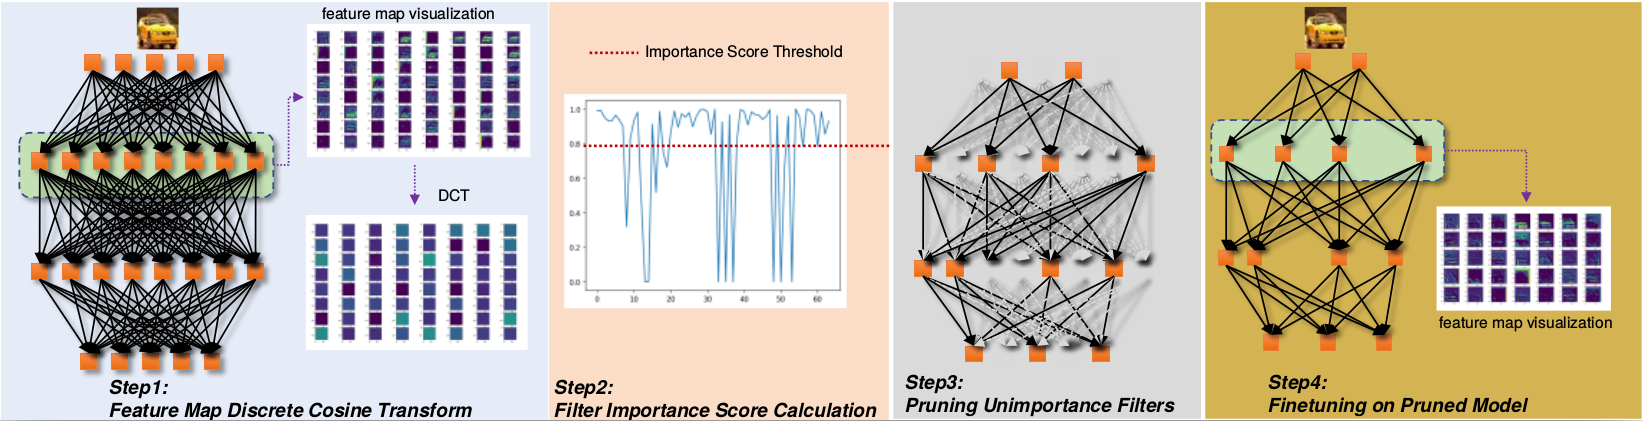 feature map visualization
DCT
Step1:
Feature Map Discrete Cosine Transform
Importance Score Threshold
1.0
0.8
0.6
0.4
0.2
0.0
0 10 20 30 40 50 60
Step2:
Filter Importance Score Calculation
Step3:
Pruning Unimportance Filters
feature map visualization
Step4:
Finetuning on Pruned Model